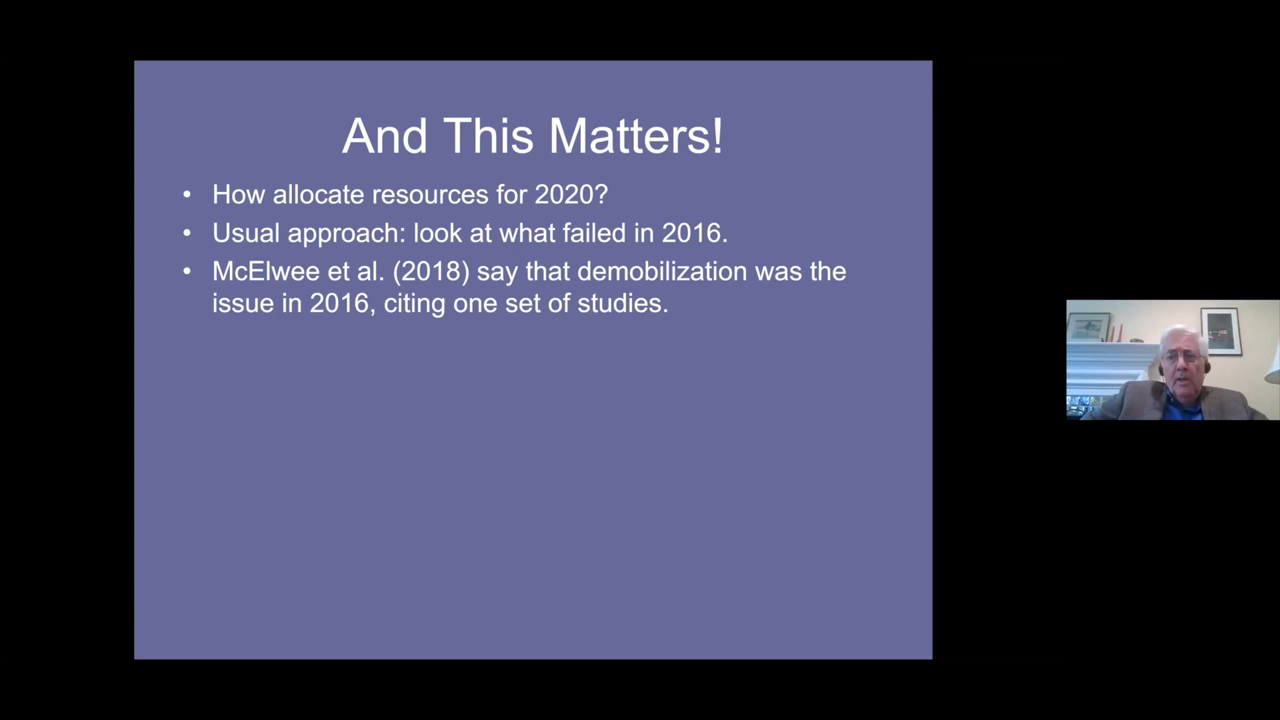 And This Matters!
• How allocate resources for 2020?
• Usual approach: look at what failed in 2016.
• McElwee et al. (2018) say that demobilization was the
issue in 2016, citing one set of studies.